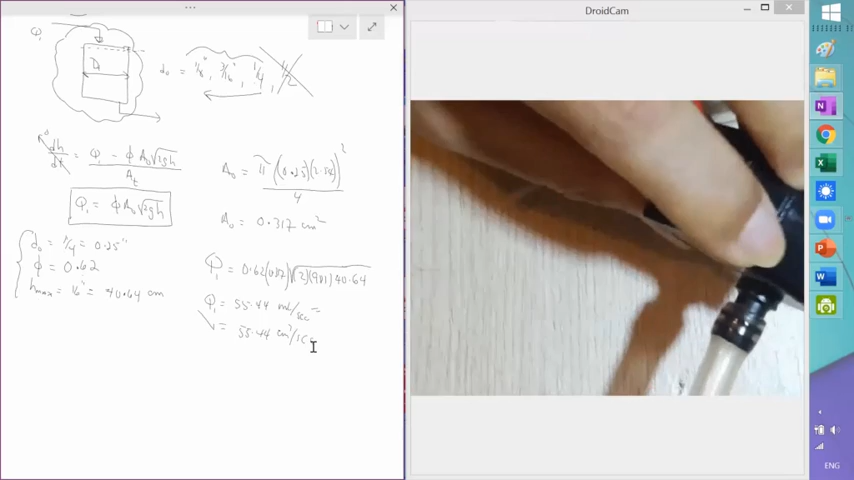 DroidCam
Q₁
D
d₀ = 1/8", 3/16", 1/4, 1/2
dh/dt = Q₁ - ϕ A₀√2gh / A_t
Q₁ = ϕ A₀√2gh
A₀ = π ((0.25)(2.54))² / 4
A₀ = 0.317 cm²
d₀ = 1/4 = 0.25"
ϕ = 0.62
h_max = 16" = 40.64 cm
Q₁ = 0.62(0.317)√(2)(981)40.64
Q₁ = 55.44 ml/sec =
= 55.44 cm³/sec
ENG